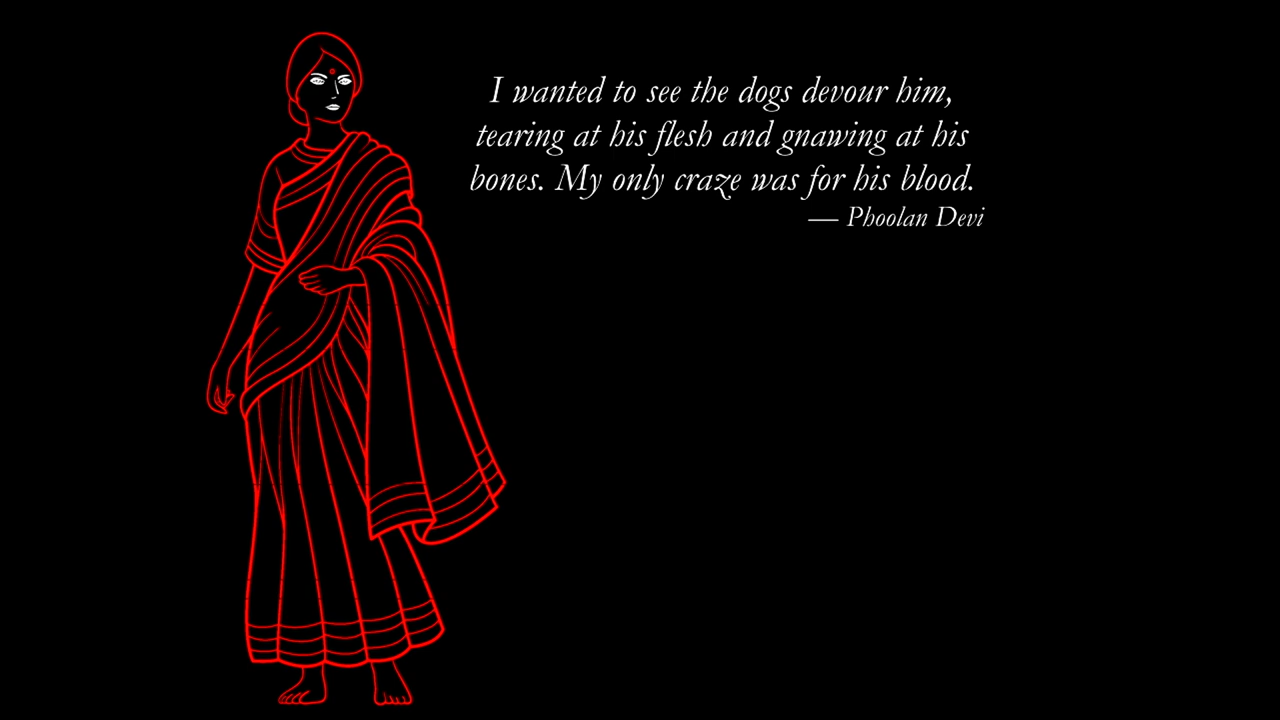 I wanted to see the dogs devour him,
tearing at his flesh and gnawing at his
bones. My only craze was for his blood.
— Phoolan Devi